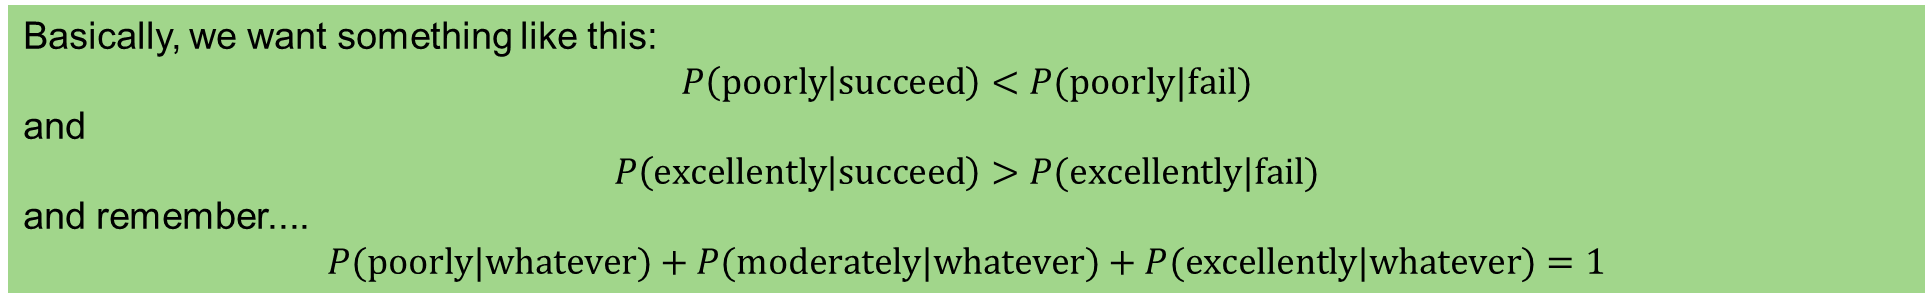 Basically, we want something like this:
P(poorly|succeed) < P(poorly|fail)
and
P(excellently|succeed) > P(excellently|fail)
and remember....
P(poorly|whatever) + P(moderately|whatever) + P(excellently|whatever) = 1